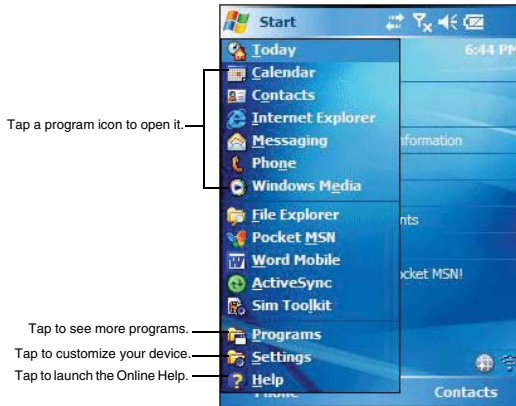 Start
Today
6:44 PM
Calendar
Contacts
Internet Explorer
Tap a program icon to open it.
Messaging
nformation
Phone
Windows Media
File Explorer
nts
Pocket MSN
Word Mobile
ocket MSN!
ActiveSync
Sim Toolkit
Tap to see more programs.
Programs
Tap to customize your device.
Settings
Tap to launch the Online Help.
Help
Phone
Contacts